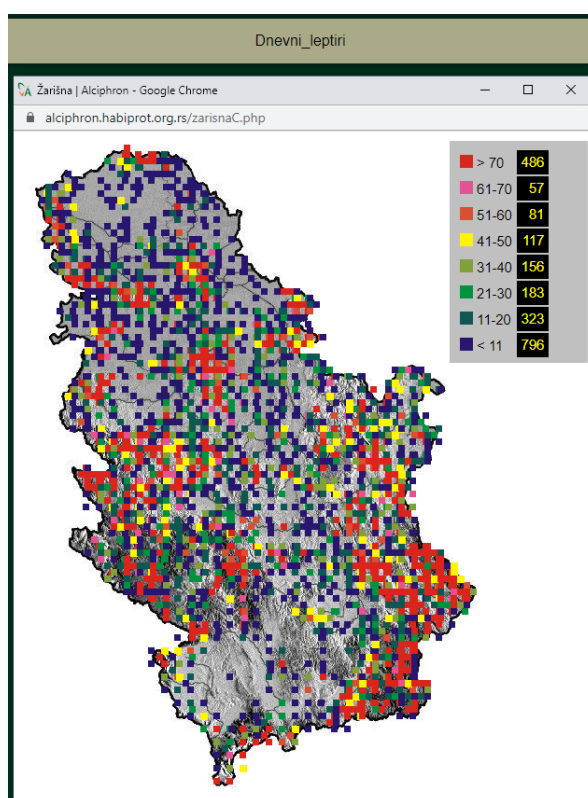 Dnevni_leptiri
Žarišna | Alciphron - Google Chrome
alciphron.habiprot.org.rs/zarisnaC.php
> 70 486
61-70 57
51-60 81
41-50 117
31-40 156
21-30 183
11-20 323
< 11 796